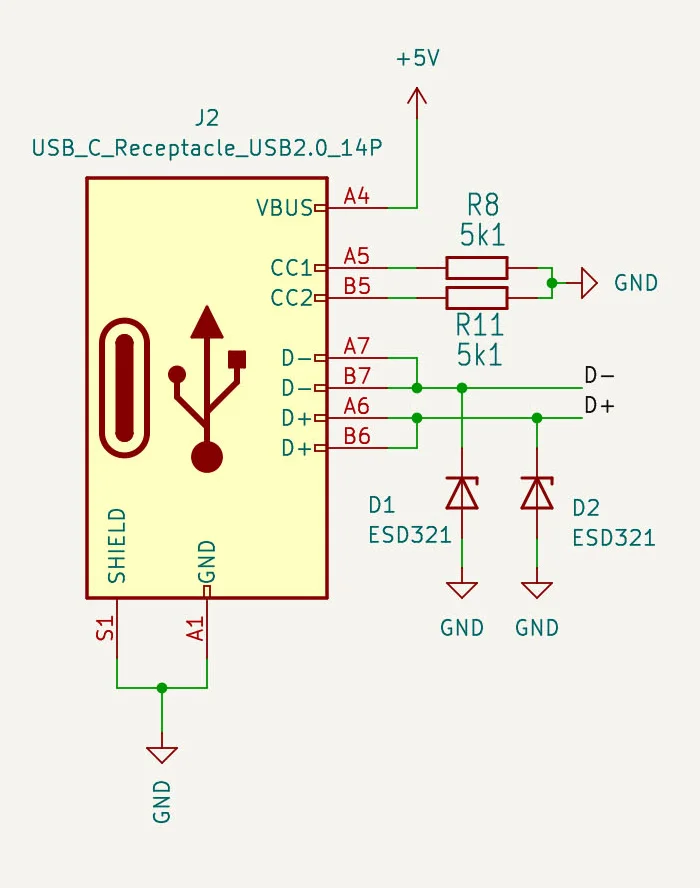 +5V
J2
USB_C_Receptacle_USB2.0_14P
VBUS
A4
R8
5k1
CC1
A5
GND
CC2
B5
R11
5k1
D-
A7
D-
B7
D-
D+
A6
D+
D+
B6
D1
ESD321
D2
ESD321
SHIELD
GND
S1
A1
GND
GND
GND